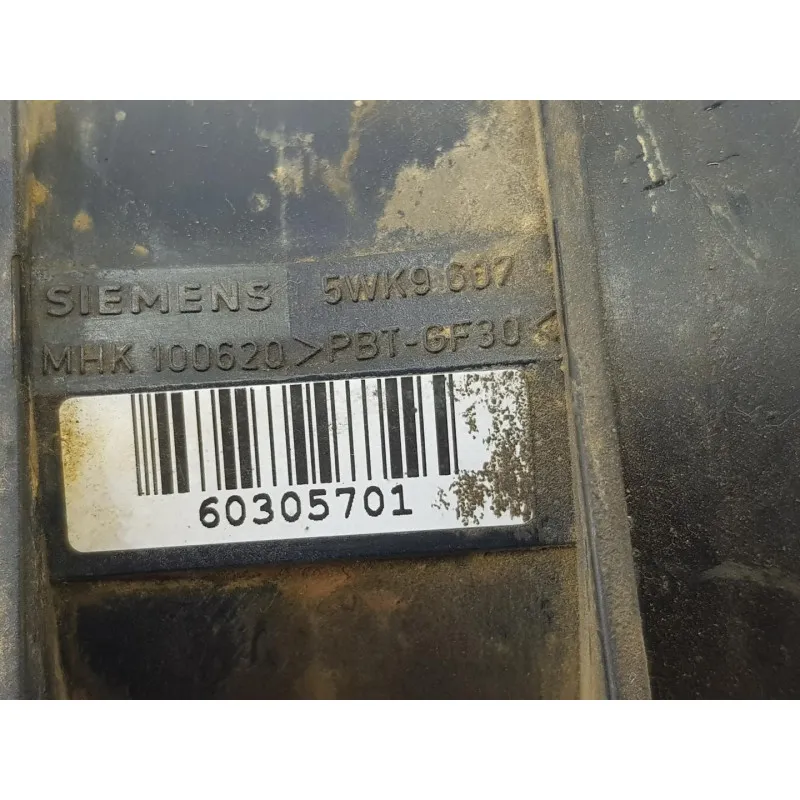 SIEMENS 5WK9 607
MHK 100620 >PBT-GF30<
60305701